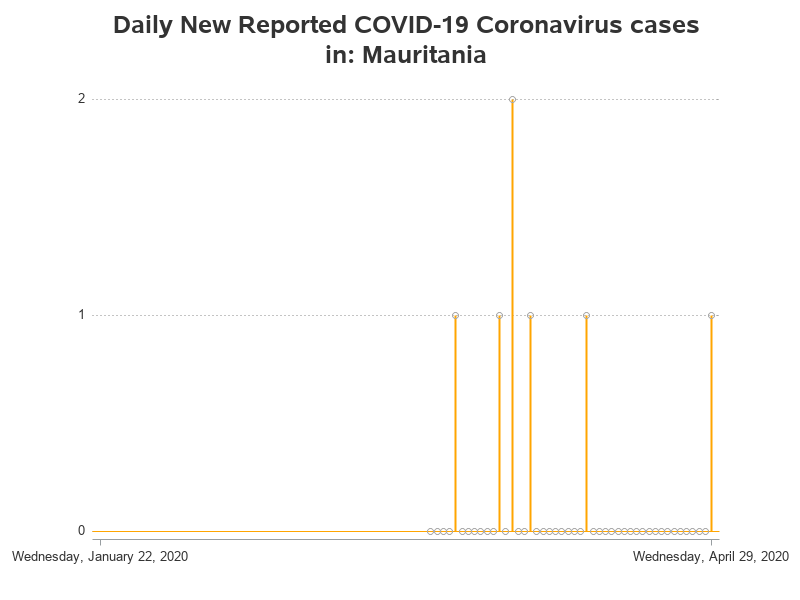 Daily New Reported COVID-19 Coronavirus cases
in: Mauritania
2
1
0
Wednesday, January 22, 2020
Wednesday, April 29, 2020